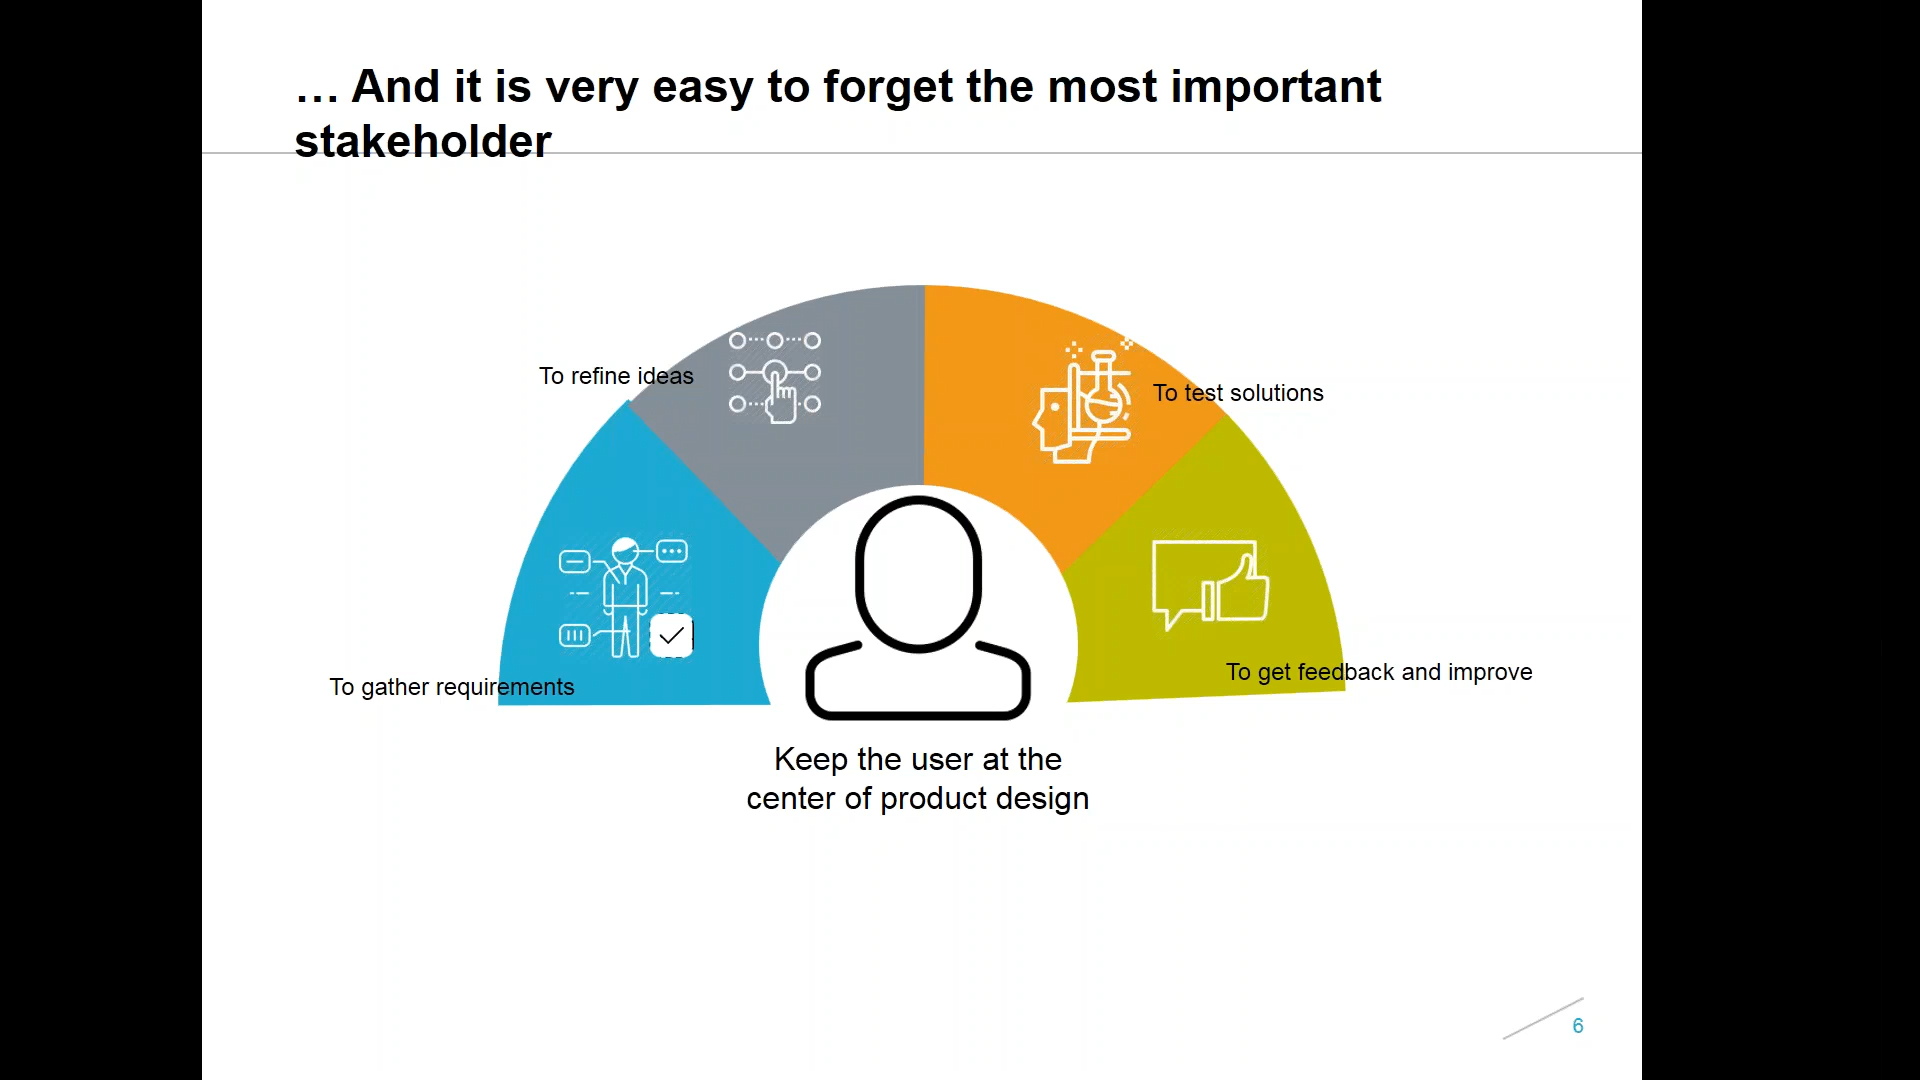 … And it is very easy to forget the most important
stakeholder
To refine ideas
To test solutions
To gather requirements
To get feedback and improve
Keep the user at the
center of product design
6